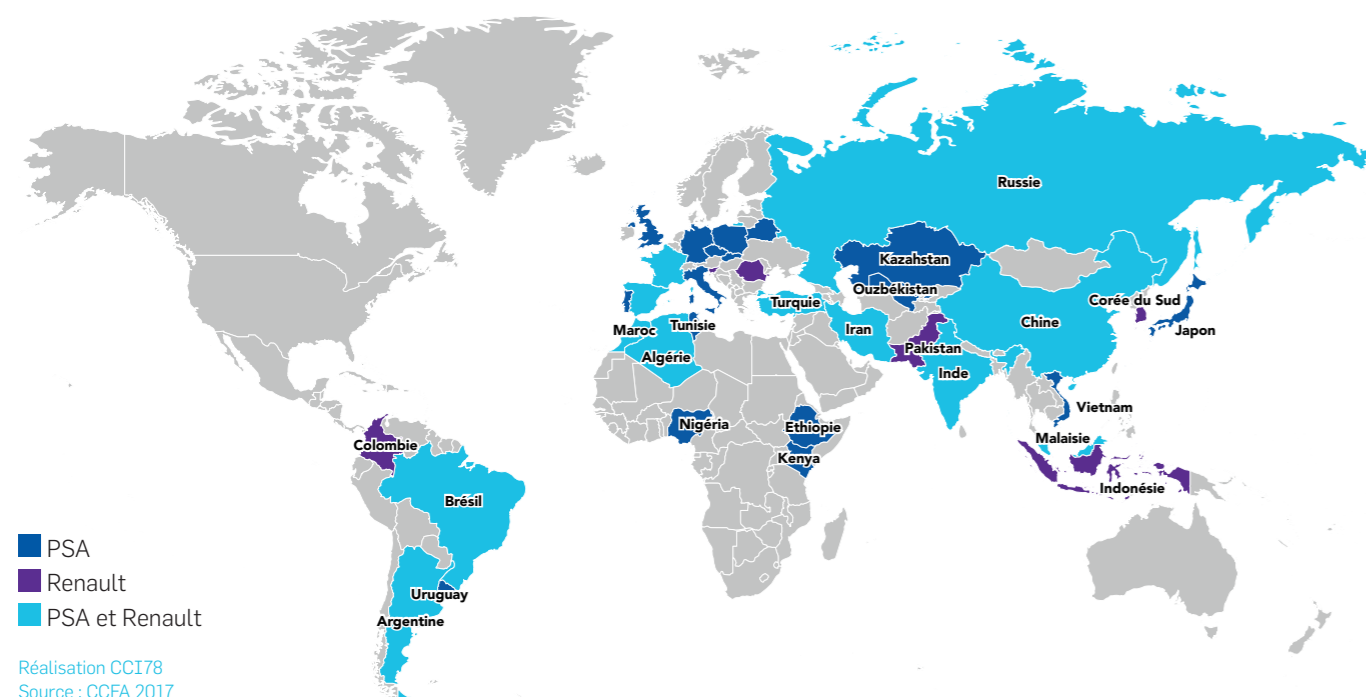 Russie
Kazahstan
Ouzbékistan
Corée du Sud
Turquie
Chine
Maroc
Tunisie
Iran
Japon
Algérie
Pakistan
Inde
Vietnam
Nigéria
Ethiopie
Malaisie
Colombie
Kenya
Indonésie
Brésil
PSA
Renault
Uruguay
PSA et Renault
Argentine
Réalisation CCI78
Source : CCFA 2017